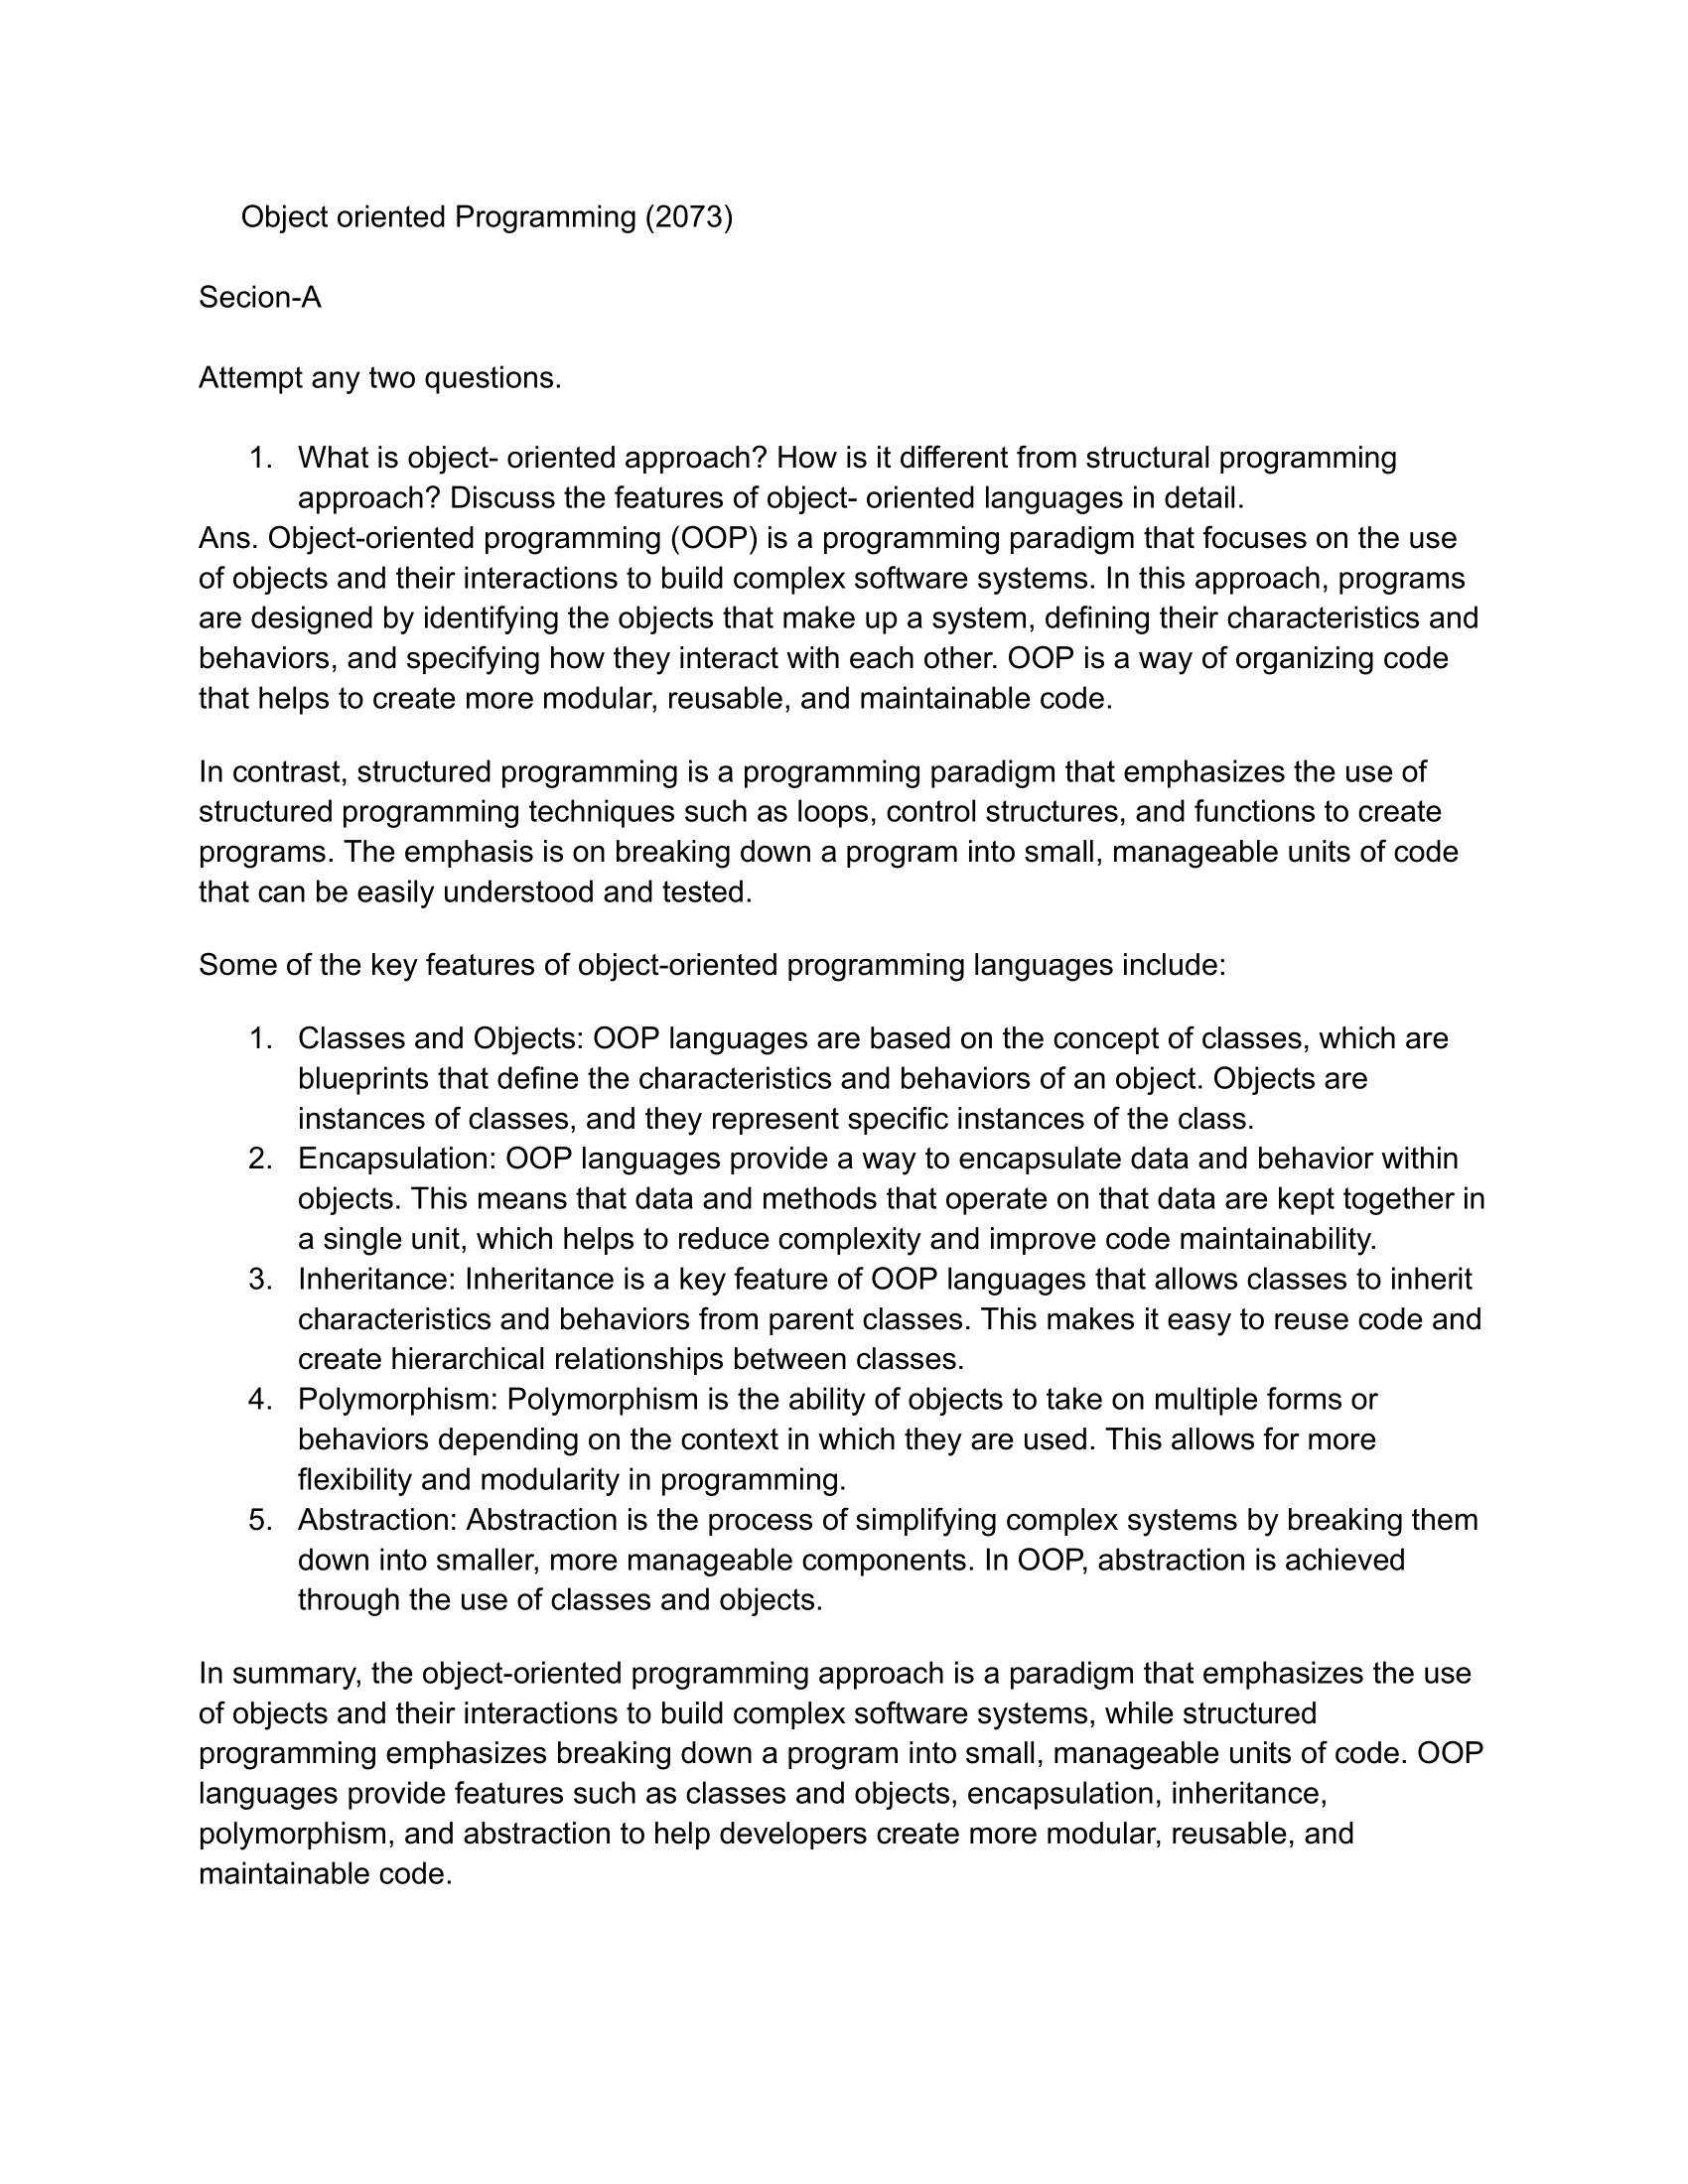 Object oriented Programming (2073)
Secion-A
Attempt any two questions.
1. What is object- oriented approach? How is it different from structural programming
approach? Discuss the features of object- oriented languages in detail.
Ans. Object-oriented programming (OOP) is a programming paradigm that focuses on the use
of objects and their interactions to build complex software systems. In this approach, programs
are designed by identifying the objects that make up a system, defining their characteristics and
behaviors, and specifying how they interact with each other. OOP is a way of organizing code
that helps to create more modular, reusable, and maintainable code.
In contrast, structured programming is a programming paradigm that emphasizes the use of
structured programming techniques such as loops, control structures, and functions to create
programs. The emphasis is on breaking down a program into small, manageable units of code
that can be easily understood and tested.
Some of the key features of object-oriented programming languages include:
1. Classes and Objects: OOP languages are based on the concept of classes, which are
blueprints that define the characteristics and behaviors of an object. Objects are
instances of classes, and they represent specific instances of the class.
2. Encapsulation: OOP languages provide a way to encapsulate data and behavior within
objects. This means that data and methods that operate on that data are kept together in
a single unit, which helps to reduce complexity and improve code maintainability.
3. Inheritance: Inheritance is a key feature of OOP languages that allows classes to inherit
characteristics and behaviors from parent classes. This makes it easy to reuse code and
create hierarchical relationships between classes.
4. Polymorphism: Polymorphism is the ability of objects to take on multiple forms or
behaviors depending on the context in which they are used. This allows for more
flexibility and modularity in programming.
5. Abstraction: Abstraction is the process of simplifying complex systems by breaking them
down into smaller, more manageable components. In OOP, abstraction is achieved
through the use of classes and objects.
In summary, the object-oriented programming approach is a paradigm that emphasizes the use
of objects and their interactions to build complex software systems, while structured
programming emphasizes breaking down a program into small, manageable units of code. OOP
languages provide features such as classes and objects, encapsulation, inheritance,
polymorphism, and abstraction to help developers create more modular, reusable, and
maintainable code.